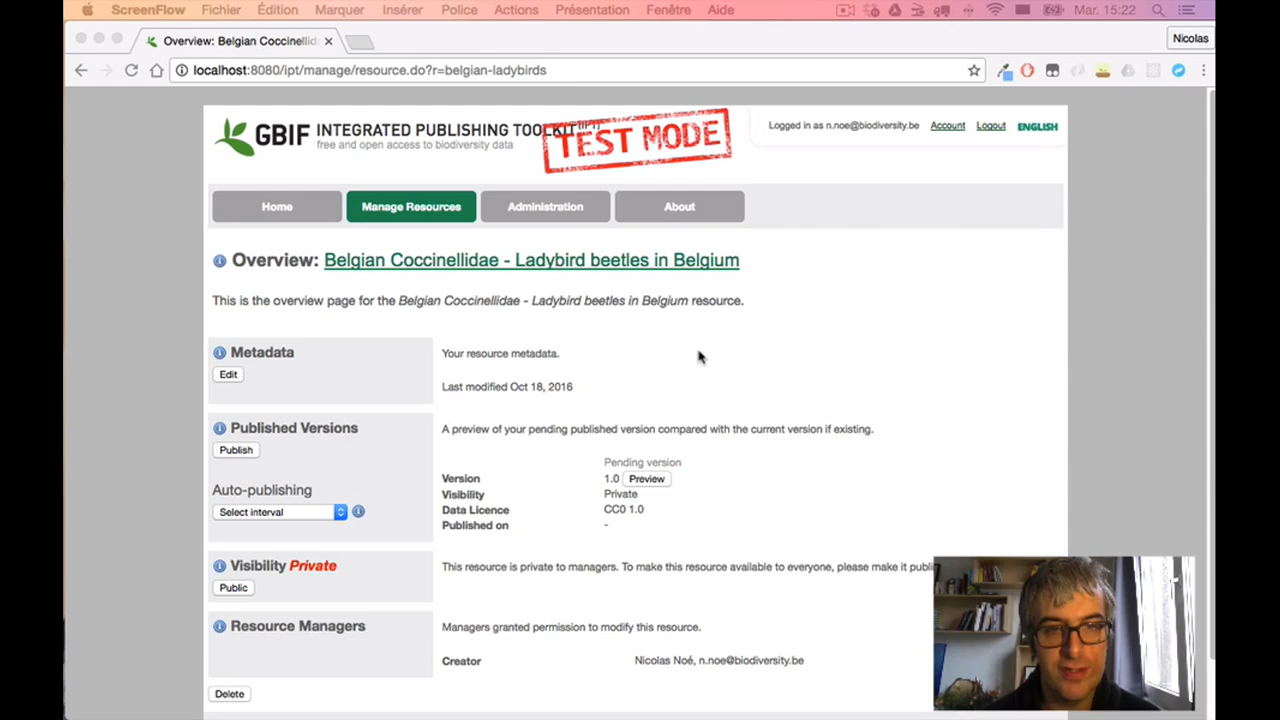 ScreenFlow Fichier Édition Marquer Insérer Police Actions Présentation Fenêtre Aide Mar. 15:22
Overview: Belgian Coccinellid Nicolas
localhost:8080/ipt/manage/resource.do?r=belgian-ladybirds
GBIF INTEGRATED PUBLISHING TOOLKIT (IPT)
free and open access to biodiversity data
TEST MODE
Logged in as n.noe@biodiversity.be Account Logout ENGLISH
Home Manage Resources Administration About
Overview: Belgian Coccinellidae - Ladybird beetles in Belgium
This is the overview page for the Belgian Coccinellidae - Ladybird beetles in Belgium resource.
Metadata
Edit
Your resource metadata.
Last modified Oct 18, 2016
Published Versions
Publish
Auto-publishing
Select interval
A preview of your pending published version compared with the current version if existing.
Pending version
Version 1.0 Preview
Visibility Private
Data Licence CC0 1.0
Published on -
Visibility Private
Public
This resource is private to managers. To make this resource available to everyone, please make it publi
Resource Managers
Managers granted permission to modify this resource.
Creator Nicolas Noé, n.noe@biodiversity.be
Delete